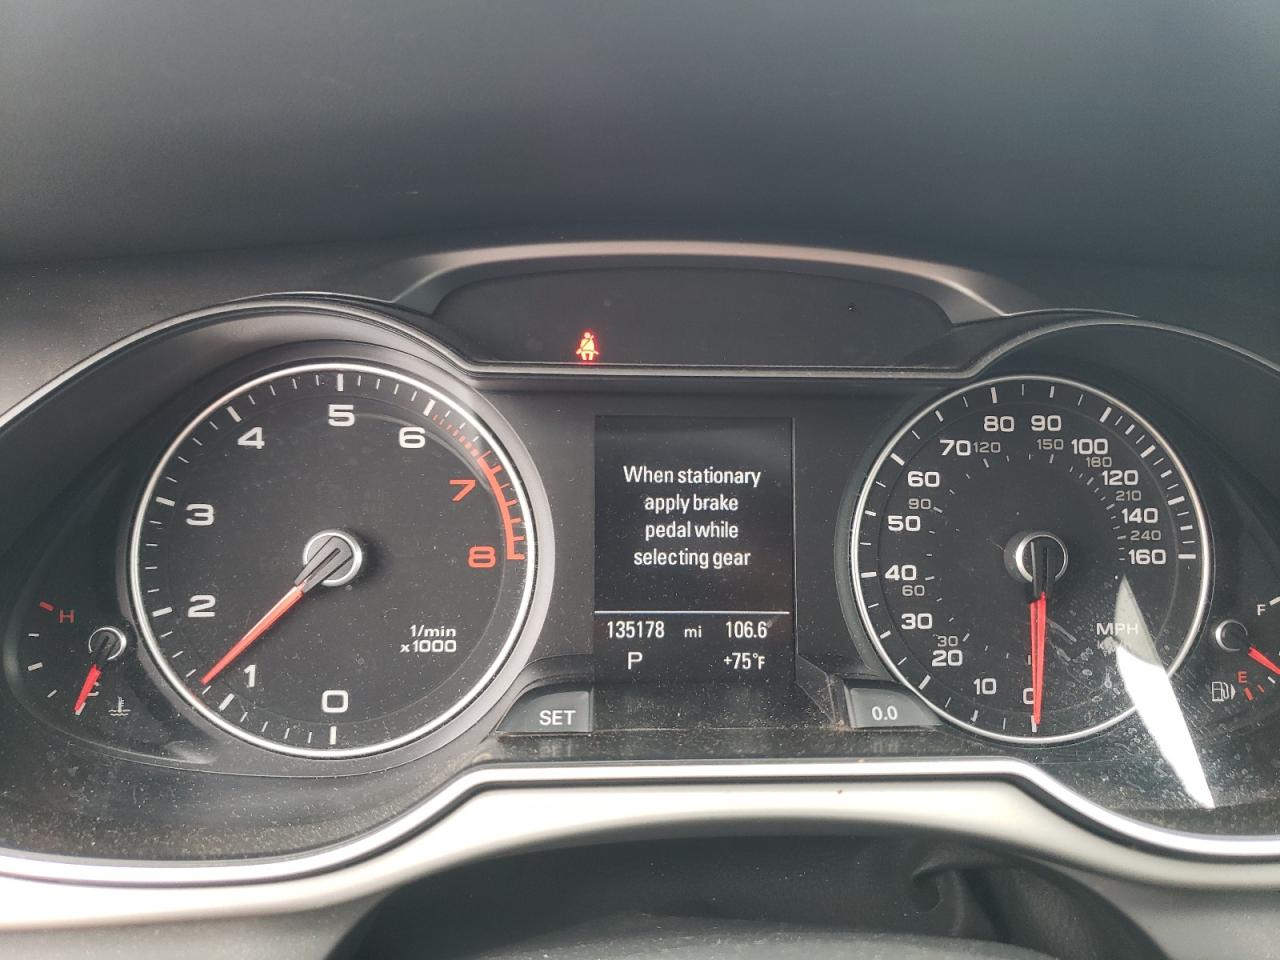 When stationary
apply brake
pedal while
selecting gear
135178 mi 106.6
P +75°F
SET
0.0
0
1
2
3
4
5
6
7
8
1/min
x1000
H
C
0
10
20
30
40
50
60
70
80
90
100
120
140
160
30
60
90
120
150
180
210
240
MPH
F
E